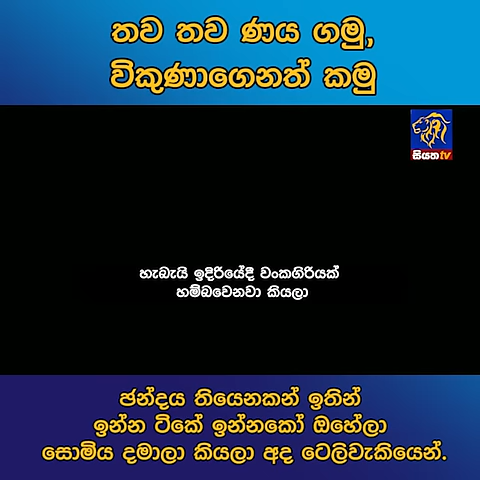 තව තව ණය ගමු,
විකුණාගෙනත් කමු
සියත tv
හැබැයි ඉදිරියේදී වංකගිරියක්
හම්බවෙනවා කියලා
ඡන්දය තියෙනකන් ඉතින්
ඉන්න ටිකේ ඉන්නකෝ ඔහේලා
සොමිය දමාලා කියලා අද ටෙලිවැකියෙන්.